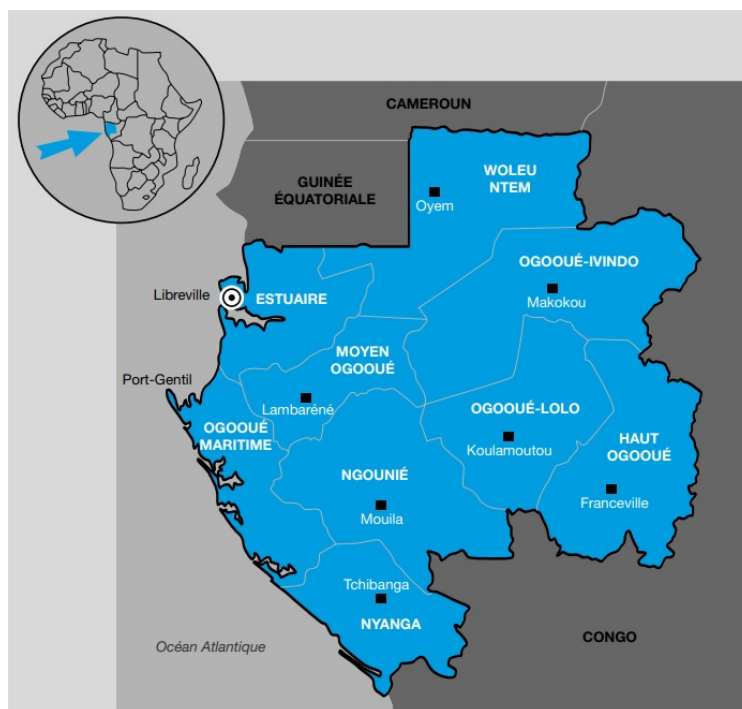 CAMEROUN
GUINÉE
ÉQUATORIALE
WOLEU
NTEM
Oyem
OGOOUÉ-IVINDO
Makokou
Libreville
ESTUAIRE
MOYEN
OGOOUÉ
Port-Gentil
Lambaréné
OGOOUÉ
MARITIME
OGOOUÉ-LOLO
Koulamoutou
HAUT
OGOOUÉ
NGOUNIÉ
Franceville
Mouila
Tchibanga
NYANGA
CONGO
Océan Atlantique